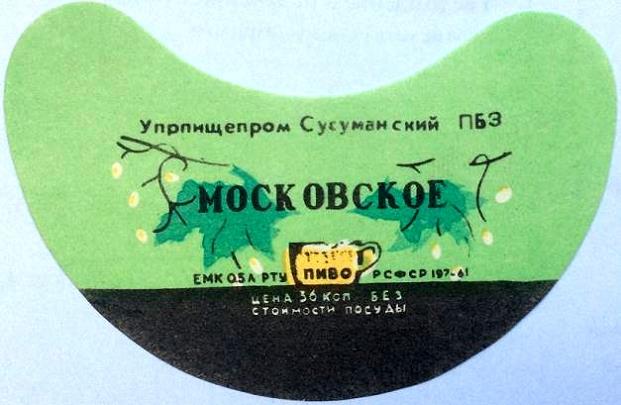 Упрпищепром Сусуманский ПБЗ
МОСКОВСКОЕ
ПИВО
ЕМК 0,5 Л РТУ РСФСР 197-61
ЦЕНА 36 КОП БЕЗ
СТОИМОСТИ ПОСУДЫ